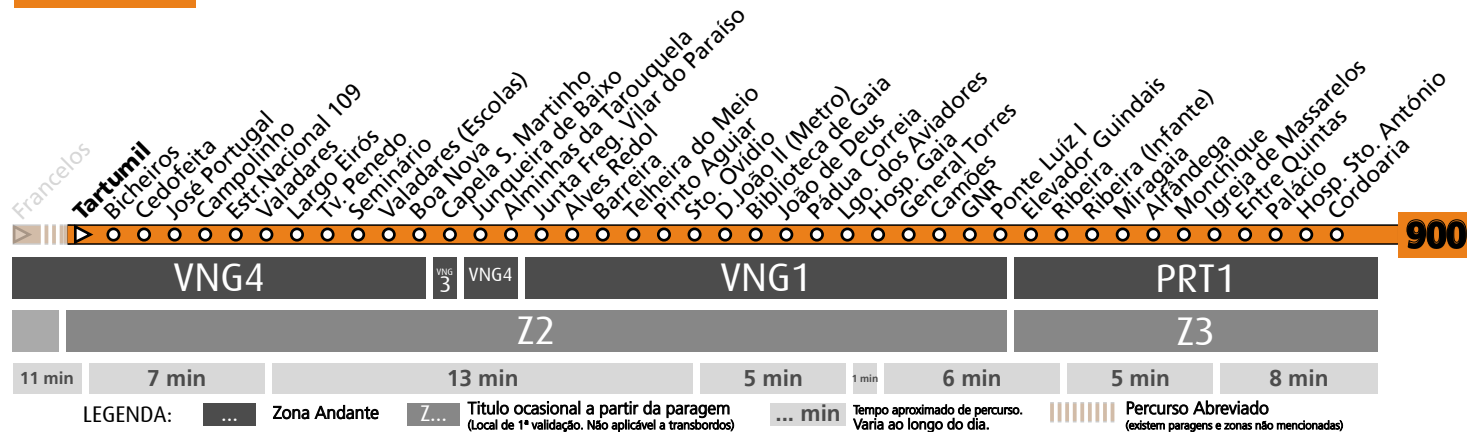 Francelos
Tartumil
Bicheiros
Cedofeita
José Portugal
Campolinho
Estr.Nacional 109
Valadares
Largo Eirós
Tv. Penedo
Seminário
Valadares (Escolas)
Boa Nova
Capela S. Martinho
Junqueira de Baixo
Alminhas da Tarouquela
Junta Freg. Vilar do Paraíso
Alves Redol
Barreira
Telheira do Meio
Pinto Aguiar
Sto. Ovídio
D.João II (Metro)
Biblioteca de Gaia
João de Deus
Pádua Correia
Lgo. dos Aviadores
Hosp. Gaia
General Torres
Camões
GNR
Ponte Luíz I
Elevador Guindais
Ribeira
Ribeira (Infante)
Miragaia
Alfândega
Monchique
Igreja de Massarelos
Entre Quintas
Palácio
Hosp. Sto. António
Cordoaria
900
VNG4 VNG 3 VNG4 VNG1 PRT1
Z2 Z3
11 min 7 min 13 min 5 min 1 min 6 min 5 min 8 min
LEGENDA: ... Zona Andante Z... Titulo ocasional a partir da paragem ... min Tempo aproximado de percurso. Percurso Abreviado
(Local de 1ª validação. Não aplicável a transbordos) Varia ao longo do dia. (existem paragens e zonas não mencionadas)